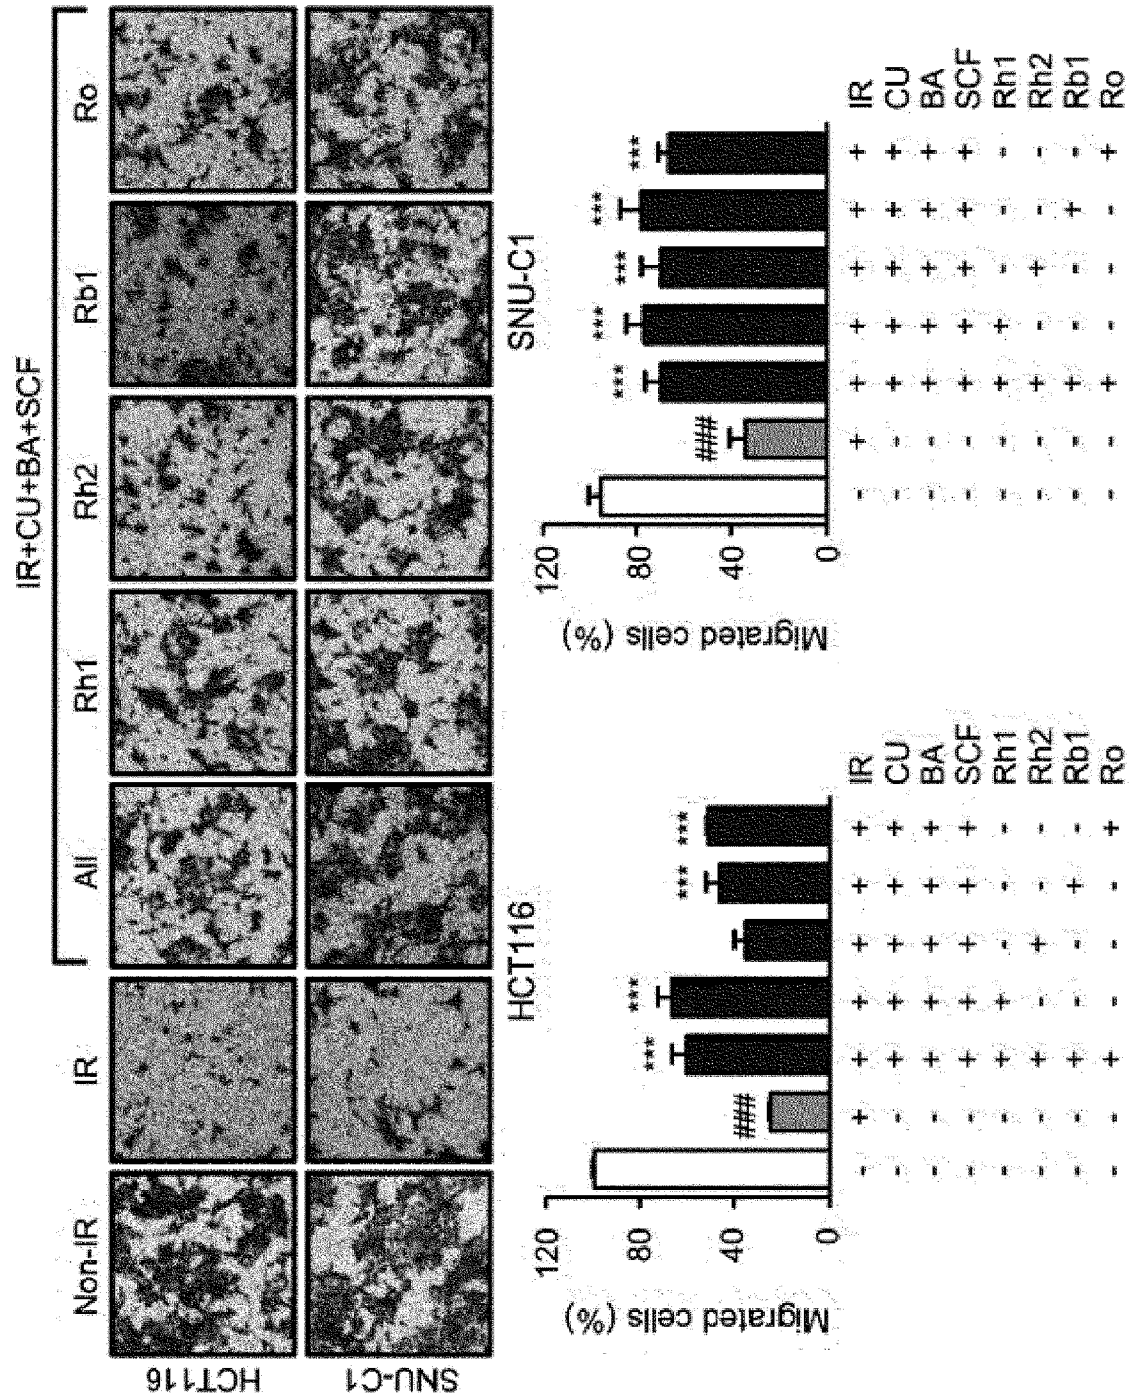 IR+CU+BA+SCF
Non-IR IR All Rh1 Rh2 Rb1 Ro
HCT116
SNU-C1
HCT116
Migrated cells (%)
120
80
40
0
###
***
***
***
***
- + + + + + + IR
- - + + + + + CU
- - + + + + + BA
- - + + + + + SCF
- - + + - - - Rh1
- - + - + - - Rh2
- - + - - + - Rb1
- - + - - - + Ro
SNU-C1
Migrated cells (%)
120
80
40
0
###
***
***
***
***
***
- + + + + + + IR
- - + + + + + CU
- - + + + + + BA
- - + + + + + SCF
- - + + - - - Rh1
- - + - + - - Rh2
- - + - - + - Rb1
- - + - - - + Ro